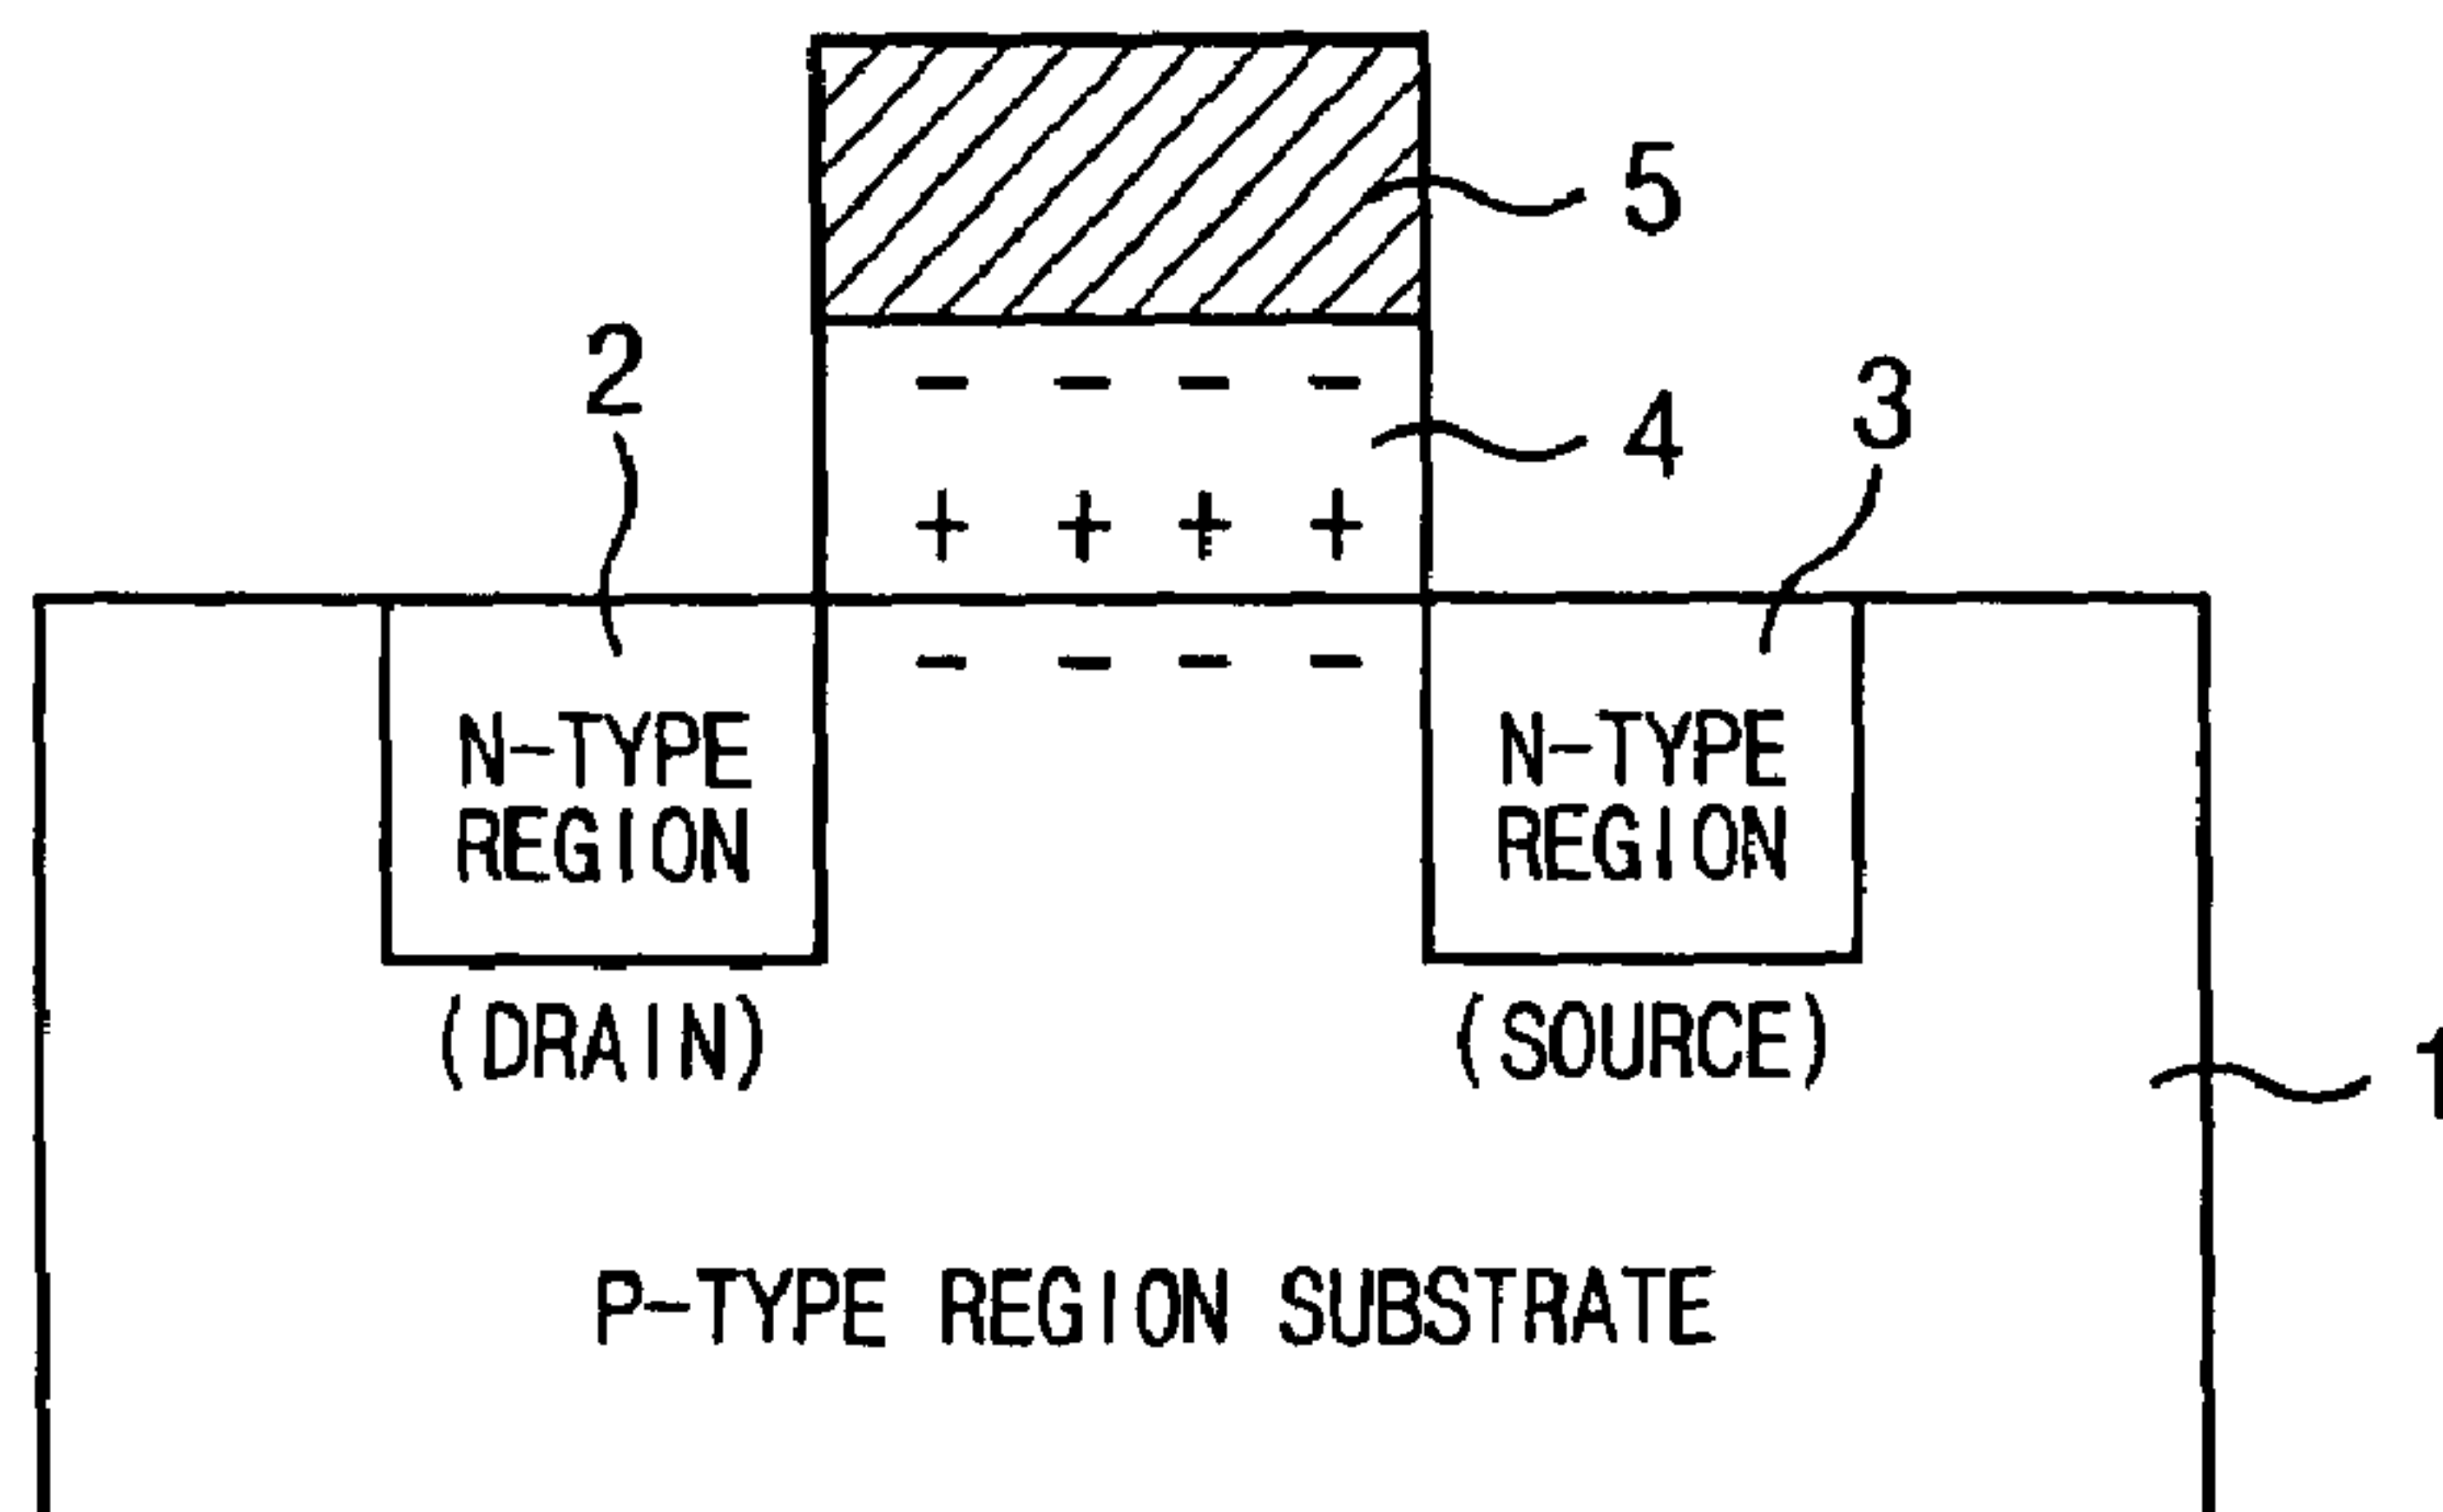 5
2
4
3
− − − −
+ + + +
− − − −
N-TYPE
REGION
N-TYPE
REGION
(DRAIN)
(SOURCE)
1
P-TYPE REGION SUBSTRATE